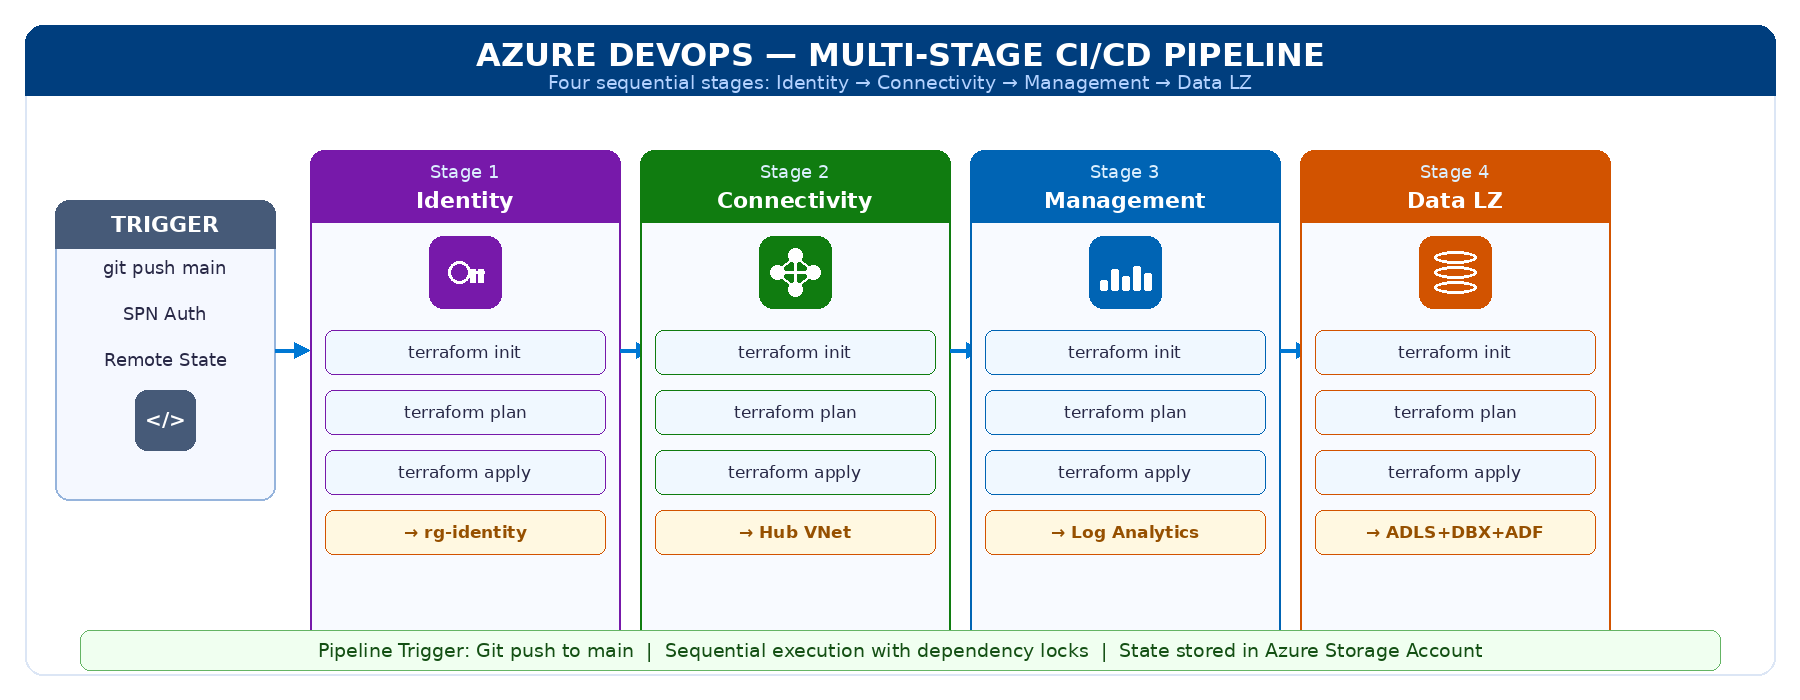 AZURE DEVOPS — MULTI-STAGE CI/CD PIPELINE
Four sequential stages: Identity → Connectivity → Management → Data LZ
TRIGGER
git push main
SPN Auth
Remote State
</>
Stage 1
Identity
terraform init
terraform plan
terraform apply
→ rg-identity
Stage 2
Connectivity
terraform init
terraform plan
terraform apply
→ Hub VNet
Stage 3
Management
terraform init
terraform plan
terraform apply
→ Log Analytics
Stage 4
Data LZ
terraform init
terraform plan
terraform apply
→ ADLS+DBX+ADF
Pipeline Trigger: Git push to main | Sequential execution with dependency locks | State stored in Azure Storage Account